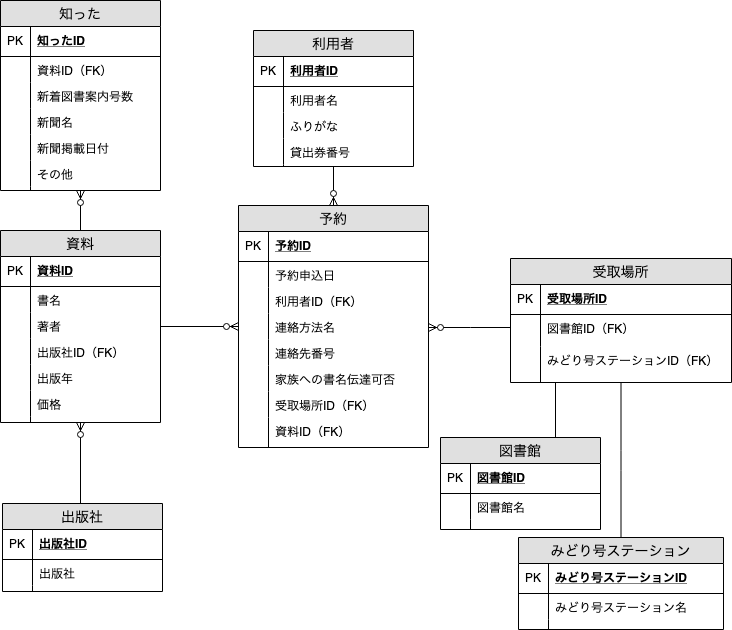 知った
PK 知ったID
資料ID（FK）
新着図書案内号数
新聞名
新聞掲載日付
その他
利用者
PK 利用者ID
利用者名
ふりがな
貸出券番号
資料
PK 資料ID
書名
著者
出版社ID（FK）
出版年
価格
予約
PK 予約ID
予約申込日
利用者ID（FK）
連絡方法名
連絡先番号
家族への書名伝達可否
受取場所ID（FK）
資料ID（FK）
受取場所
PK 受取場所ID
図書館ID（FK）
みどり号ステーションID（FK）
図書館
PK 図書館ID
図書館名
出版社
PK 出版社ID
出版社
みどり号ステーション
PK みどり号ステーションID
みどり号ステーション名